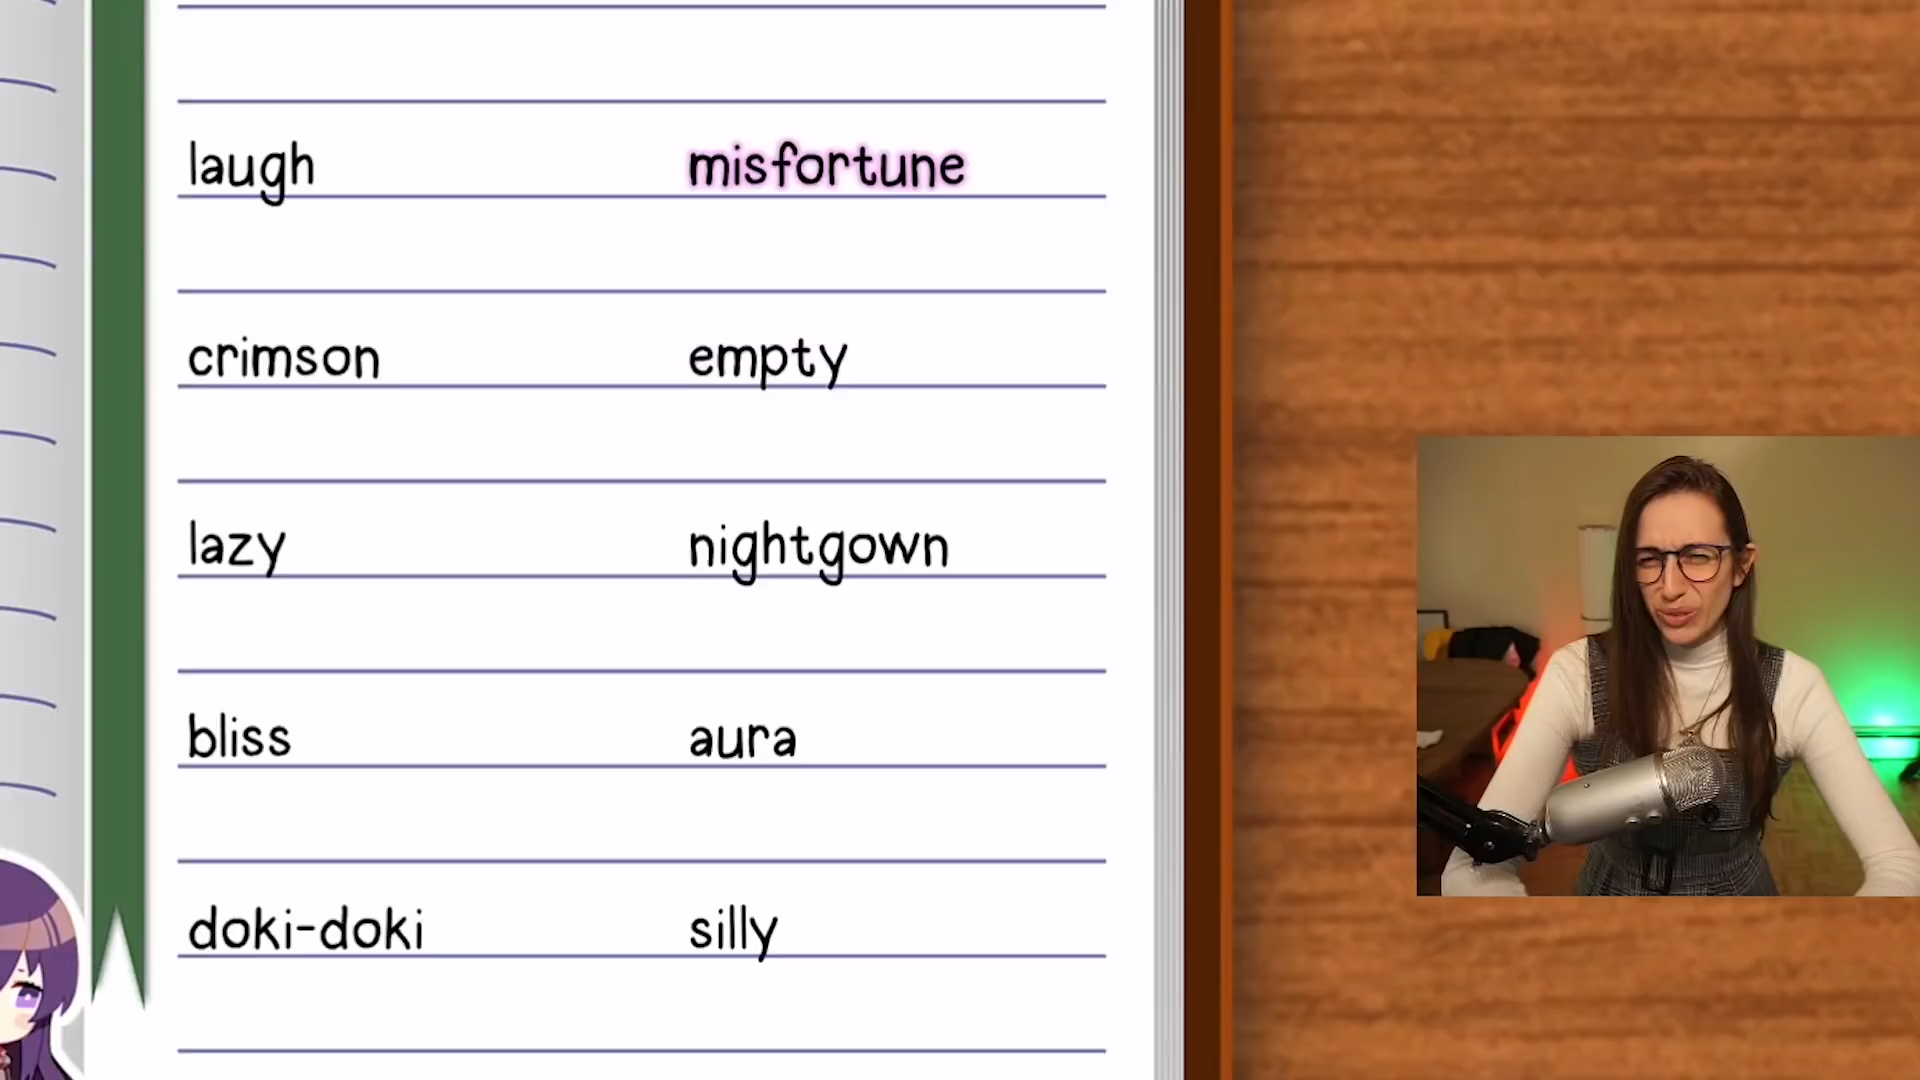 laugh misfortune
crimson empty
lazy nightgown
bliss aura
doki-doki silly